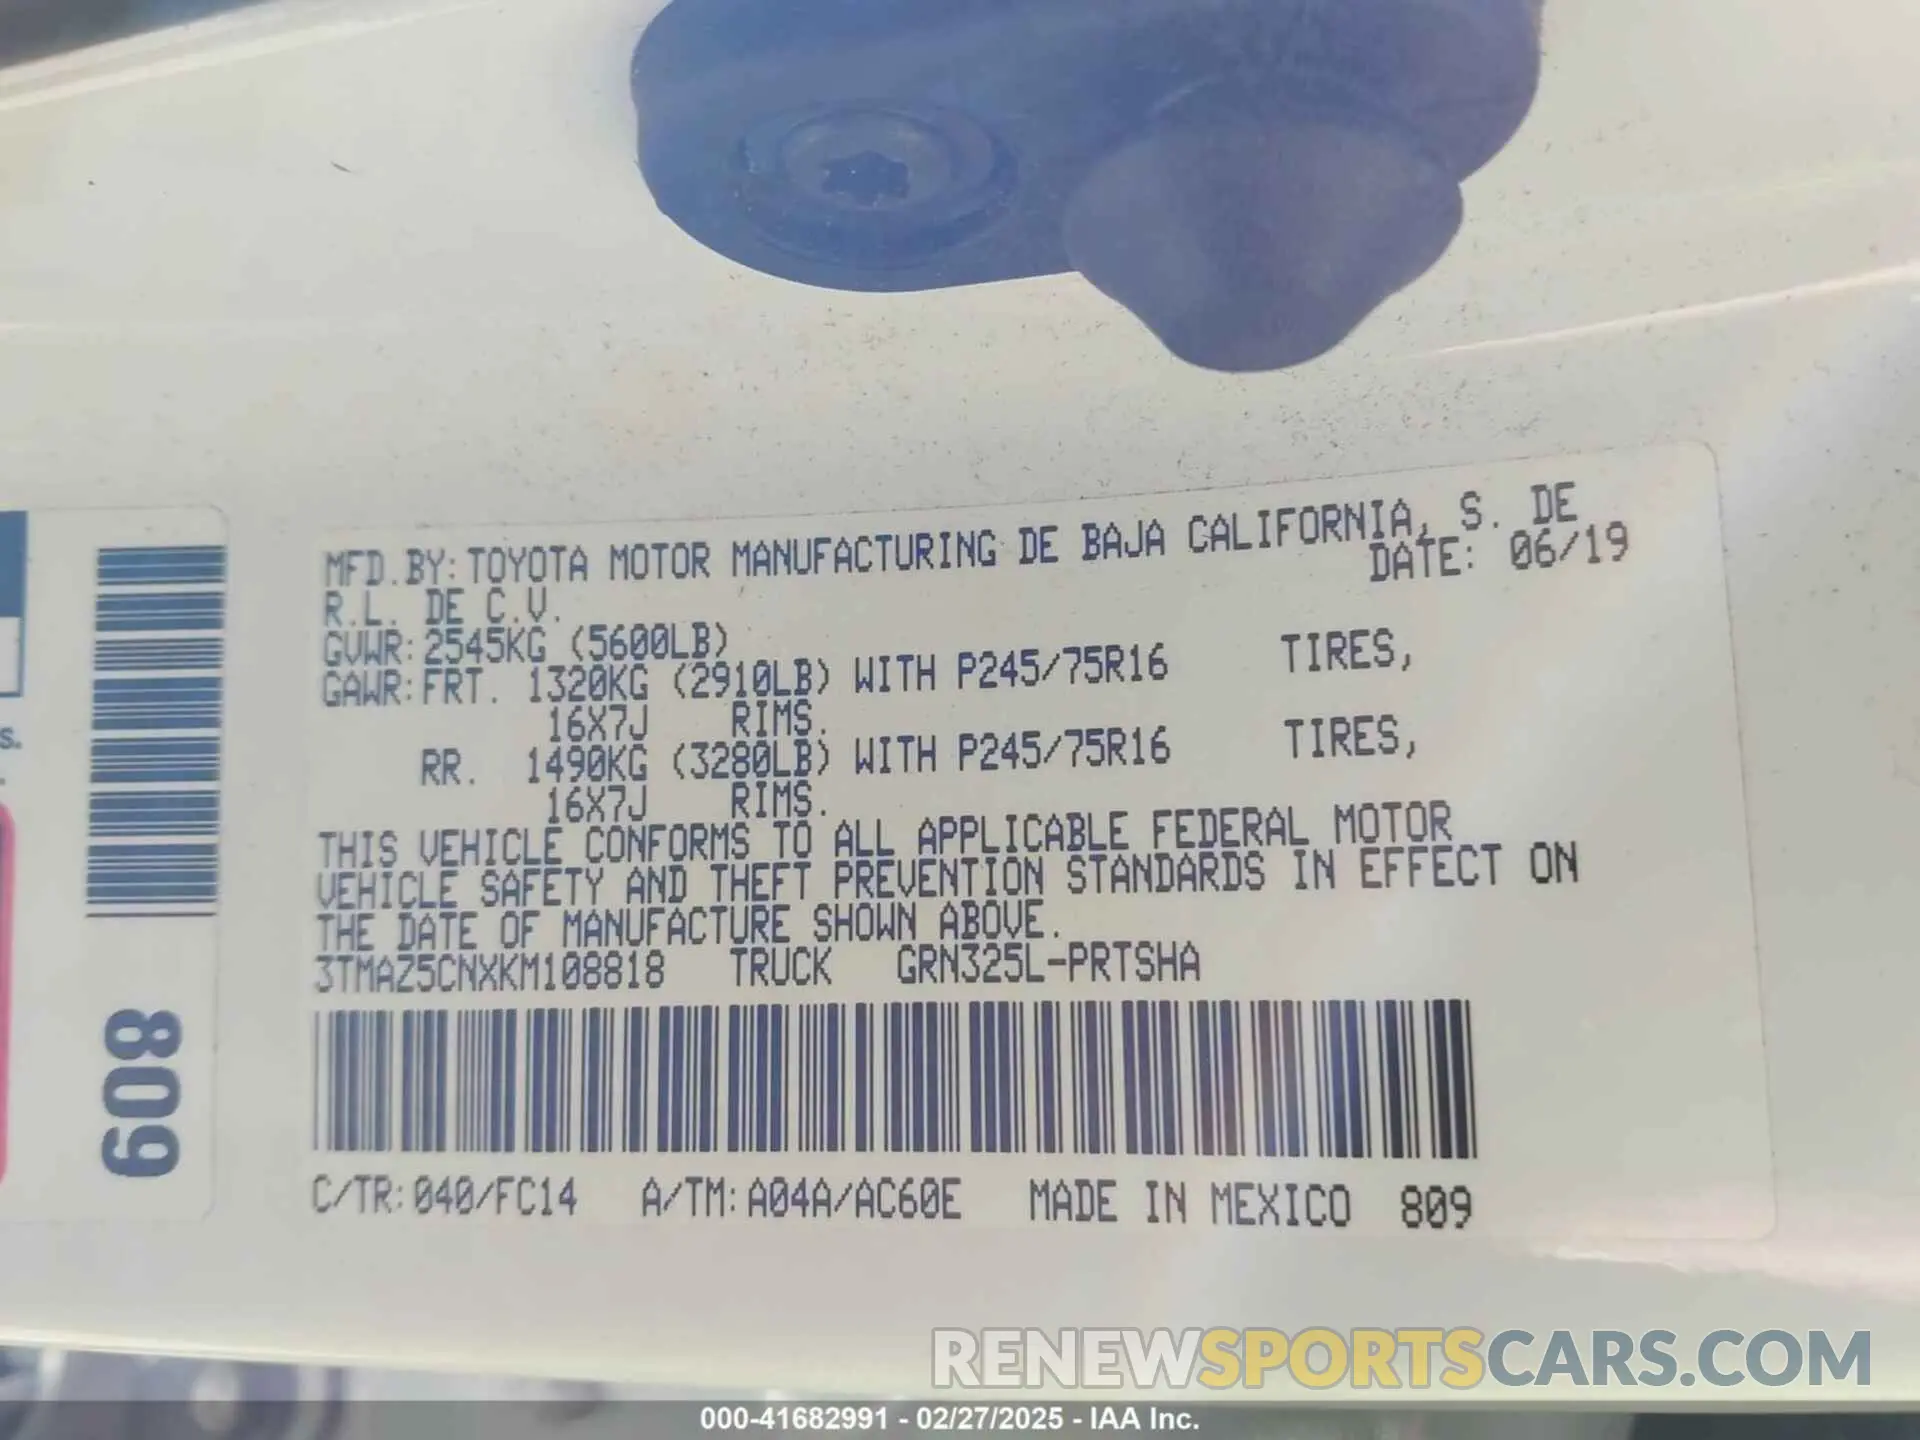 MFD.BY:TOYOTA MOTOR MANUFACTURING DE BAJA CALIFORNIA, S. DE
R.L. DE C.V. DATE: 06/19
GVWR:2545KG (5600LB)
GAWR:FRT. 1320KG (2910LB) WITH P245/75R16 TIRES,
16X7J RIMS.
RR. 1490KG (3280LB) WITH P245/75R16 TIRES,
16X7J RIMS.
THIS VEHICLE CONFORMS TO ALL APPLICABLE FEDERAL MOTOR
VEHICLE SAFETY AND THEFT PREVENTION STANDARDS IN EFFECT ON
THE DATE OF MANUFACTURE SHOWN ABOVE.
3TMAZ5CNXKM108818 TRUCK GRN325L-PRTSHA
C/TR:040/FC14 A/TM:A04A/AC60E MADE IN MEXICO 809
s.
608
RENEWSPORTSCARS.COM
000-41682991 - 02/27/2025 - IAA Inc.